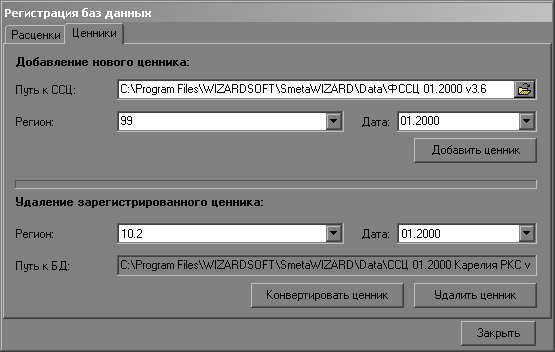 Регистрация баз данных
Расценки Ценники
Добавление нового ценника:
Путь к ССЦ: C:\Program Files\WIZARDSOFT\SmetaWIZARD\Data\ФССЦ 01.2000 v3.6
Регион: 99 Дата: 01.2000
Добавить ценник
Удаление зарегистрированного ценника:
Регион: 10.2 Дата: 01.2000
Путь к БД: C:\Program Files\WIZARDSOFT\SmetaWIZARD\Data\ССЦ 01.2000 Карелия РКС v
Конвертировать ценник Удалить ценник
Закрыть